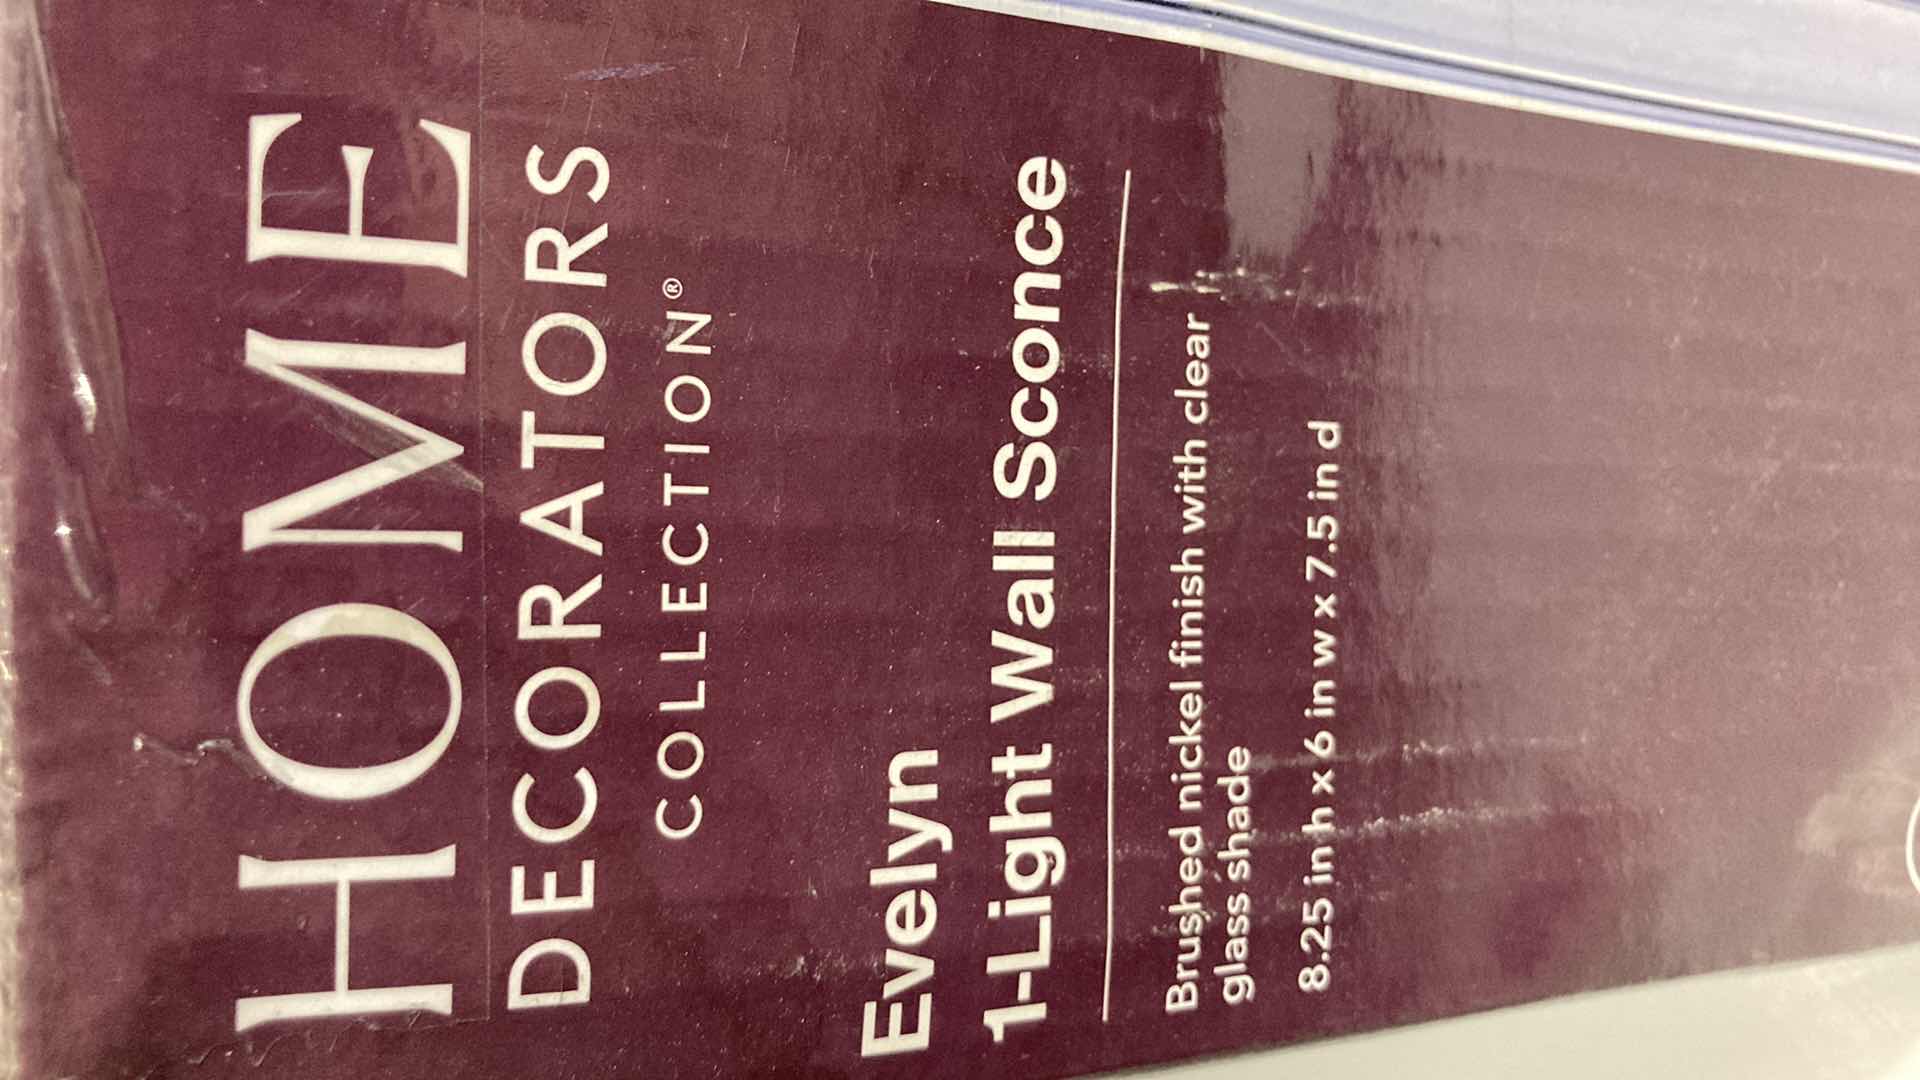 HOME
DECORATORS
COLLECTION®
Evelyn
1-Light Wall Sconce
Brushed nickel finish with clear
glass shade
8.25 in h x 6 in w x 7.5 in d